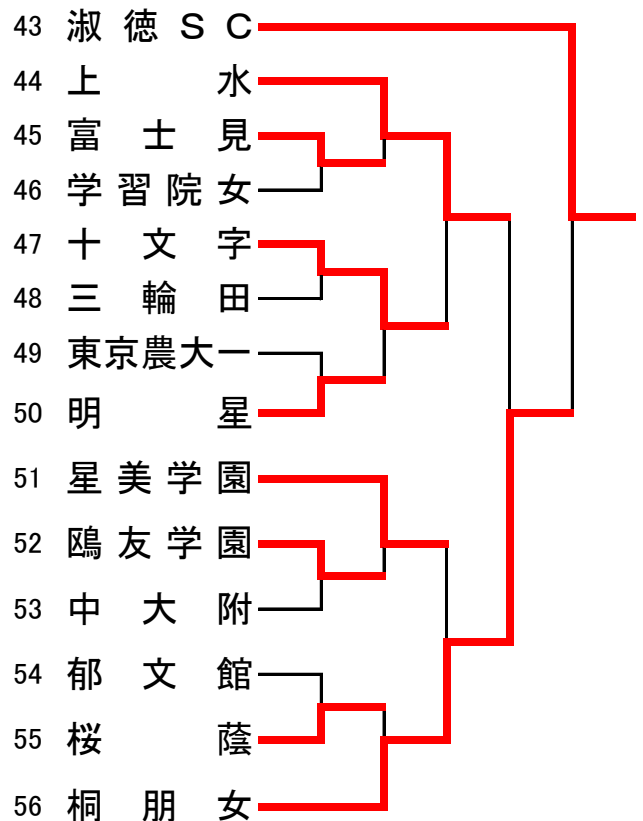 43 淑徳ＳＣ
44 上水
45 富士見
46 学習院女
47 十文字
48 三輪田
49 東京農大一
50 明星
51 星美学園
52 鴎友学園
53 中大附
54 郁文館
55 桜蔭
56 桐朋女